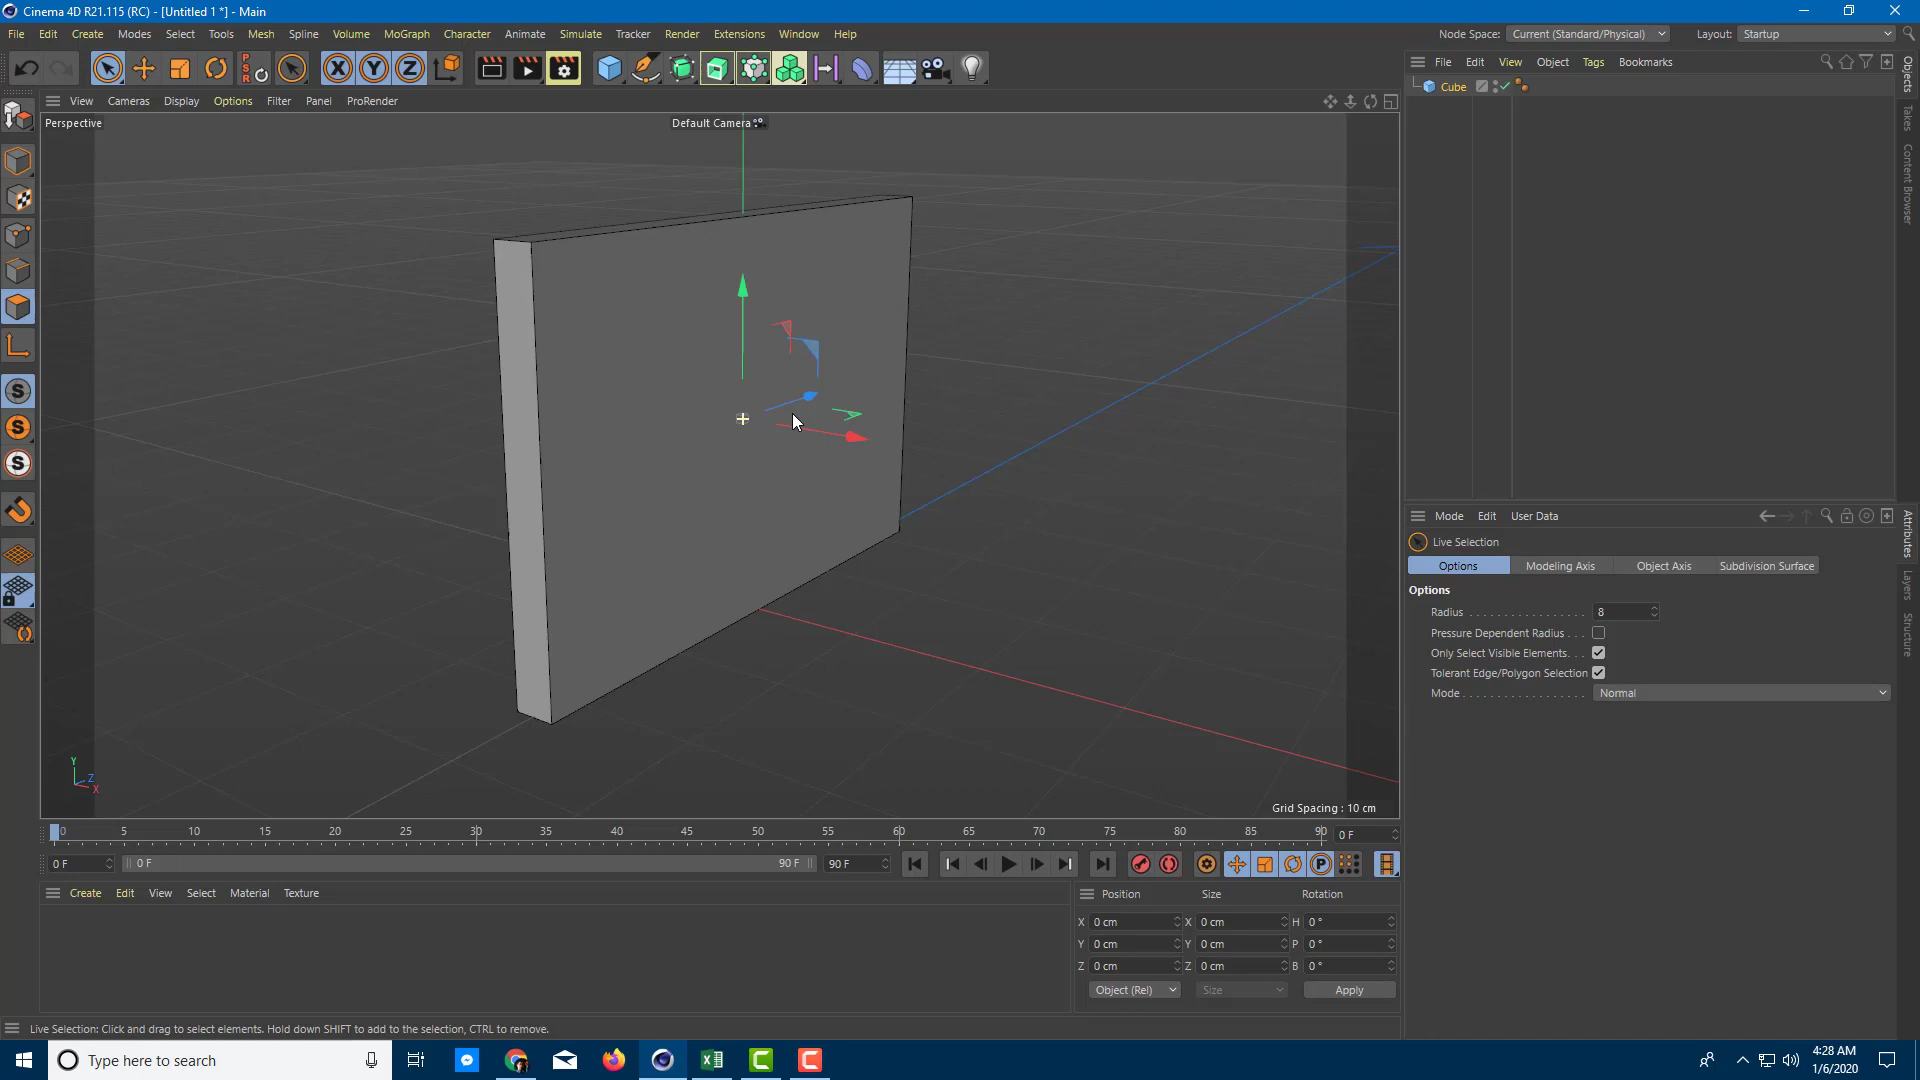 Cinema 4D R21.115 (RC) - [Untitled 1 *] - Main
File Edit Create Modes Select Tools Mesh Spline Volume MoGraph Character Animate Simulate Tracker Render Extensions Window Help
Node Space: Current (Standard/Physical) Layout: Startup
PSR X Y Z
File Edit View Object Tags Bookmarks
View Cameras Display Options Filter Panel ProRender
Cube
Perspective
Default Camera
Objects
Takes
Content Browser
S
S
S
Mode Edit User Data
Live Selection
Options Modeling Axis Object Axis Subdivision Surface
Options
Radius 8
Pressure Dependent Radius
Only Select Visible Elements
Tolerant Edge/Polygon Selection
Mode Normal
Attributes
Layers
Structure
Y
Z
X
Grid Spacing : 10 cm
0 5 10 15 20 25 30 35 40 45 50 55 60 65 70 75 80 85 90 0 F
0 F 0 F 90 F 90 F P
Create Edit View Select Material Texture
Position Size Rotation
X 0 cm X 0 cm H 0 °
Y 0 cm Y 0 cm P 0 °
Z 0 cm Z 0 cm B 0 °
Object (Rel) Size Apply
Live Selection: Click and drag to select elements. Hold down SHIFT to add to the selection, CTRL to remove.
Type here to search
4:28 AM
1/6/2020